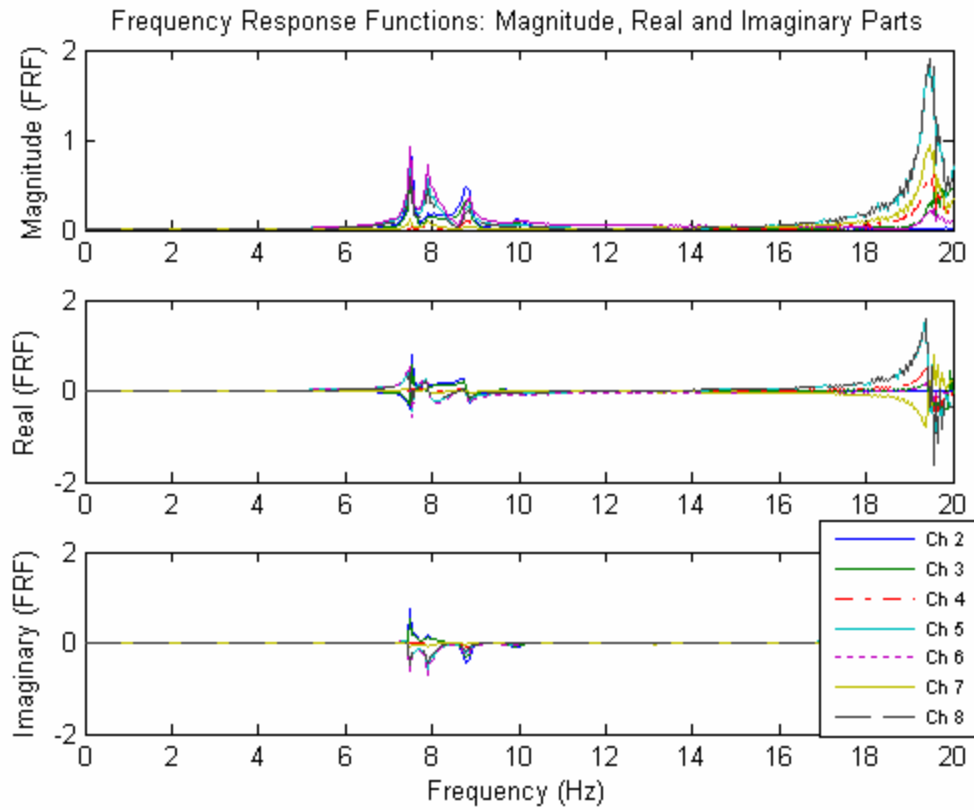 Frequency Response Functions: Magnitude, Real and Imaginary Parts
Magnitude (FRF)
2
1
0
0 2 4 6 8 10 12 14 16 18 20
Real (FRF)
2
0
-2
0 2 4 6 8 10 12 14 16 18 20
Imaginary (FRF)
2
0
-2
0 2 4 6 8 10 12 14 16 18 20
Frequency (Hz)
Ch 2
Ch 3
Ch 4
Ch 5
Ch 6
Ch 7
Ch 8